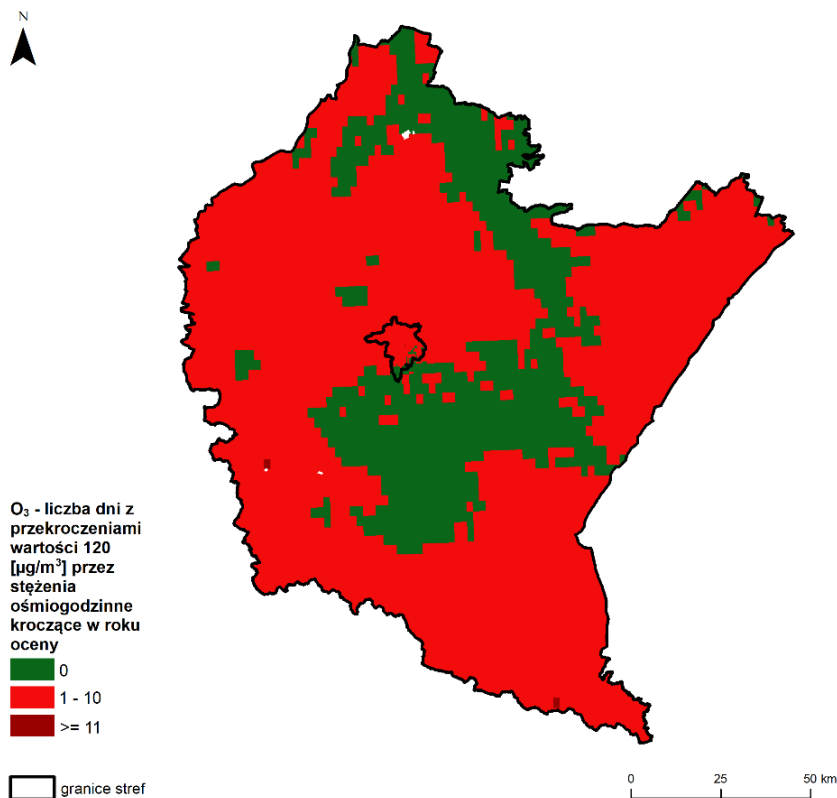 N
O₃ - liczba dni z
przekroczeniami
wartości 120
[µg/m³] przez
stężenia
ośmiogodzinne
kroczące w roku
oceny
0
1 - 10
>= 11
granice stref
0 25 50 km